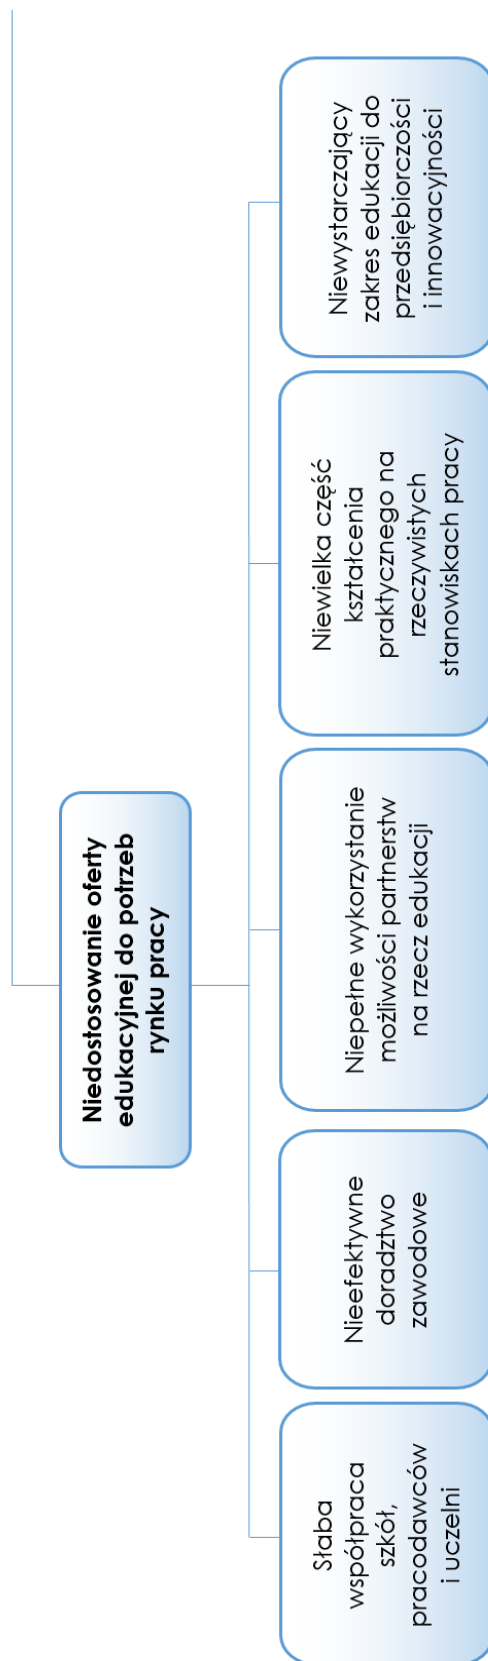 Niedostosowanie oferty
edukacyjnej do potrzeb
rynku pracy
Słaba
współpraca
szkół,
pracodawców
i uczelni
Nieefektywne
doradztwo
zawodowe
Niepełne wykorzystanie
możliwości partnerstw
na rzecz edukacji
Niewielka część
kształcenia
praktycznego na
rzeczywistych
stanowiskach pracy
Niewystarczający
zakres edukacji do
przedsiębiorczości
i innowacyjności